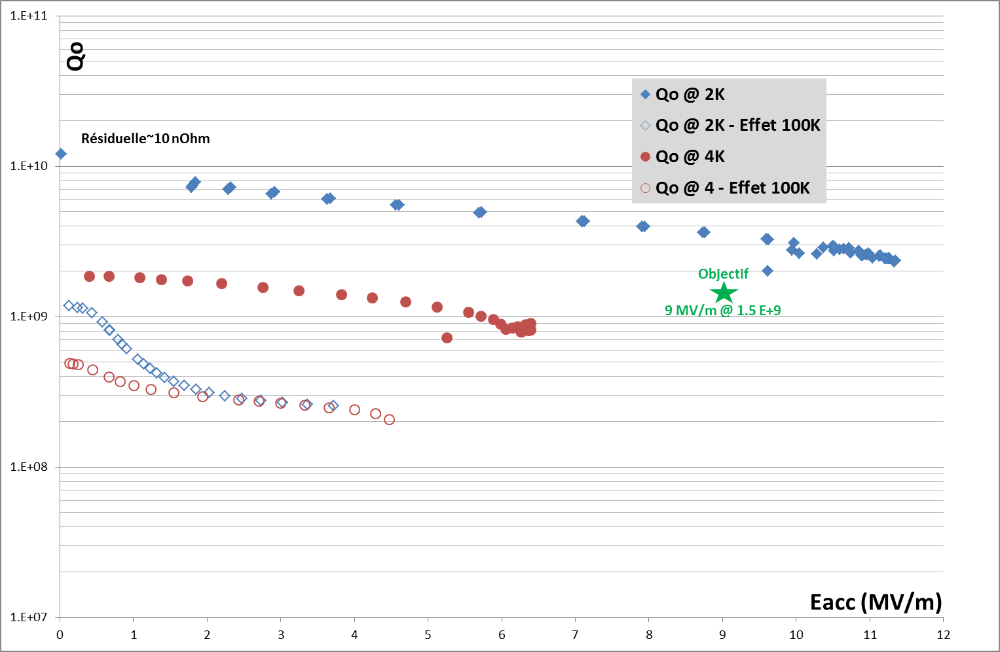 1.E+11
Qo
Qo @ 2K
Qo @ 2K - Effet 100K
Qo @ 4K
Qo @ 4 - Effet 100K
Résiduelle~10 nOhm
1.E+10
Objectif
9 MV/m @ 1.5 E+9
1.E+09
1.E+08
Eacc (MV/m)
1.E+07
0 1 2 3 4 5 6 7 8 9 10 11 12